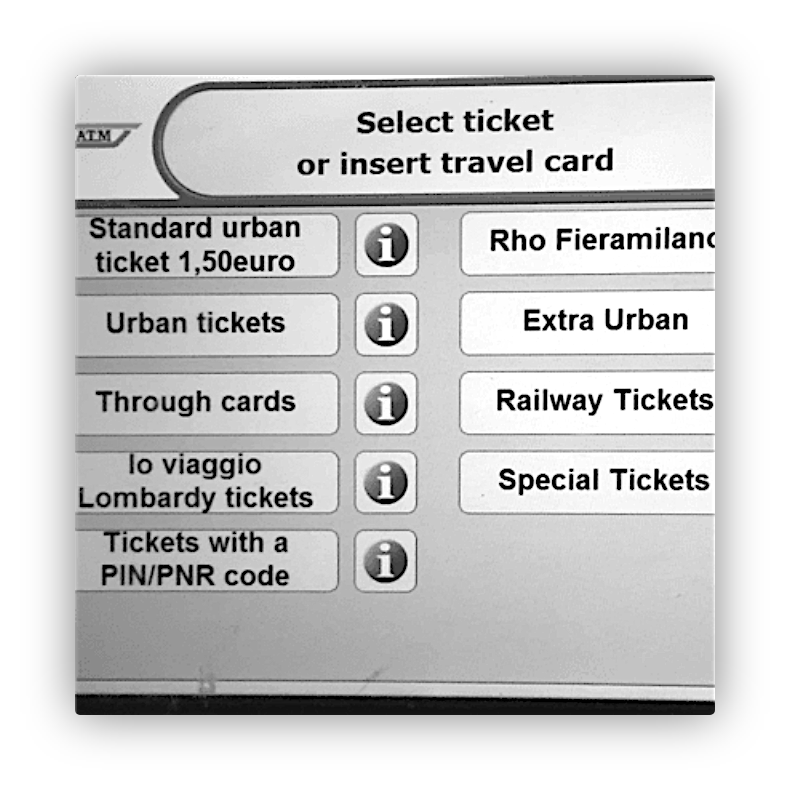 ATM
Select ticket
or insert travel card
Standard urban
ticket 1,50euro
Rho Fieramilano
Urban tickets
Extra Urban
Through cards
Railway Tickets
Io viaggio
Lombardy tickets
Special Tickets
Tickets with a
PIN/PNR code